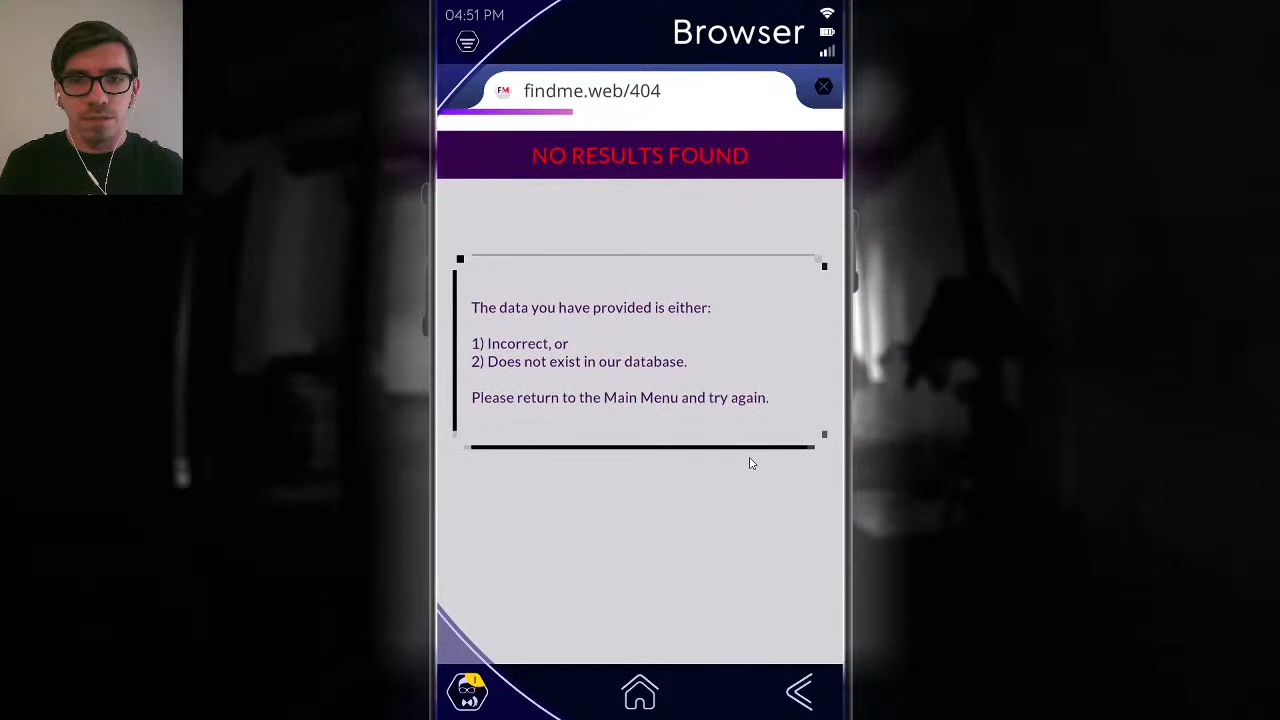 04:51 PM
Browser
FM
findme.web/404
NO RESULTS FOUND
The data you have provided is either:
1) Incorrect, or
2) Does not exist in our database.
Please return to the Main Menu and try again.
!